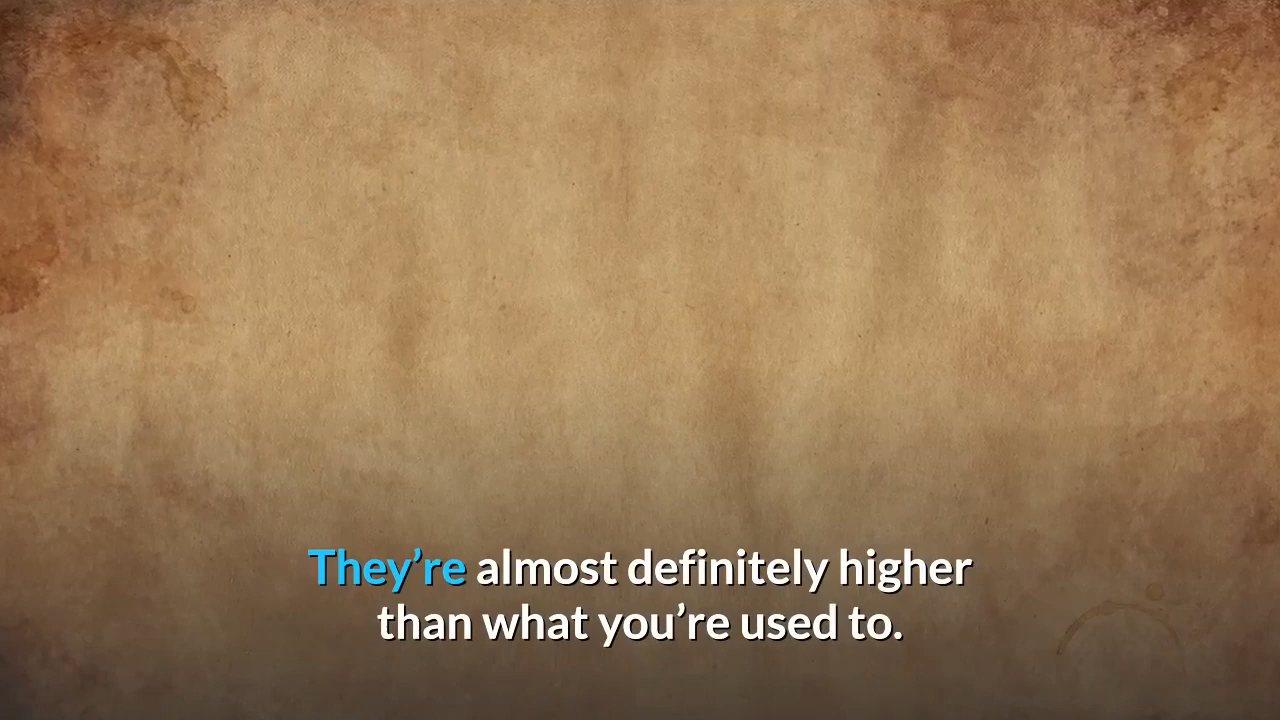 They’re almost definitely higher
than what you’re used to.